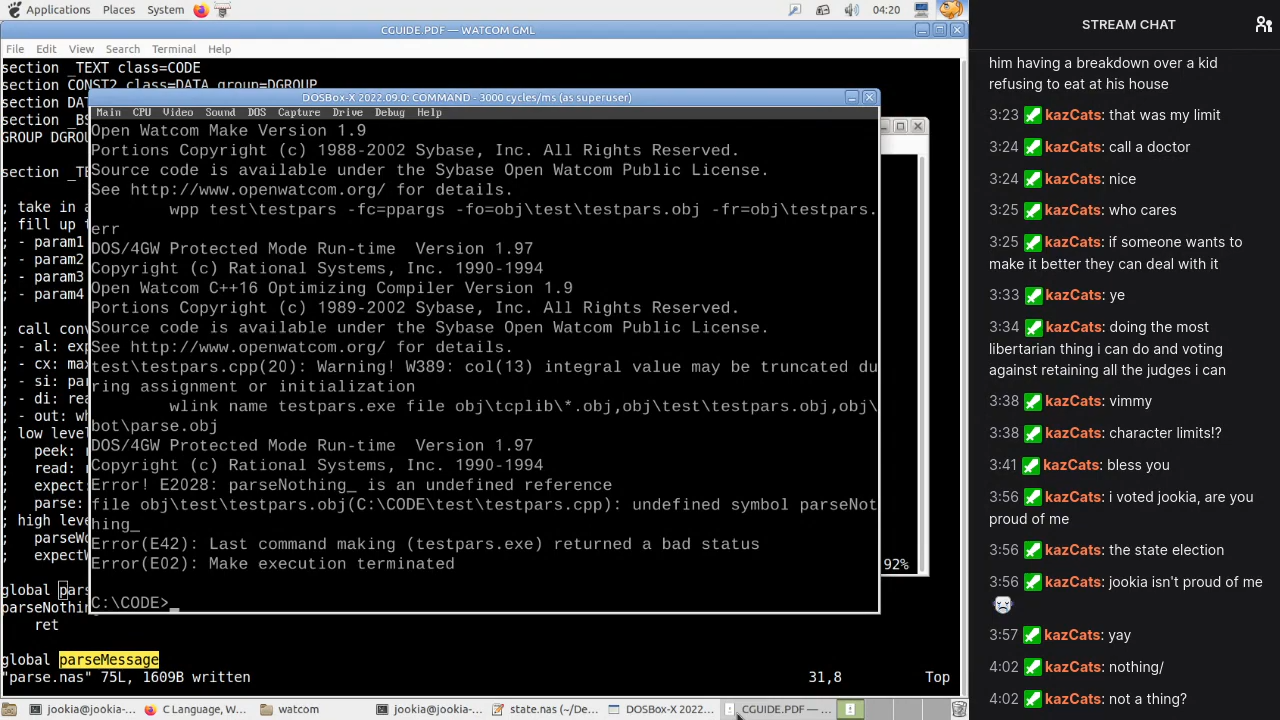 Applications Places System 04:20
CGUIDE.PDF — WATCOM GML
File Edit View Search Terminal Help
section _TEXT class=CODE
section CONST2 class=DATA group=DGROUP
section DAT
section _BS
GROUP DGRO
section _TE
; take in a
; fill up t
; - param1
; - param2
; - param3
; - param4
; call conv
; - al: exp
; - cx: max
; - si: par
; - di: rea
; - out: wh
; low level
; peek: r
; read: r
; expect:
; parse:
; high leve
; parseWo
; expectW
global pars
parseNothin
ret
global parseMessage
"parse.nas" 75L, 1609B written 31,8 Top
92%
DOSBox-X 2022.09.0: COMMAND - 3000 cycles/ms (as superuser)
Main CPU Video Sound DOS Capture Drive Debug Help
Open Watcom Make Version 1.9
Portions Copyright (c) 1988-2002 Sybase, Inc. All Rights Reserved.
Source code is available under the Sybase Open Watcom Public License.
See http://www.openwatcom.org/ for details.
wpp test\testpars -fc=ppargs -fo=obj\test\testpars.obj -fr=obj\testpars.
err
DOS/4GW Protected Mode Run-time Version 1.97
Copyright (c) Rational Systems, Inc. 1990-1994
Open Watcom C++16 Optimizing Compiler Version 1.9
Portions Copyright (c) 1989-2002 Sybase, Inc. All Rights Reserved.
Source code is available under the Sybase Open Watcom Public License.
See http://www.openwatcom.org/ for details.
test\testpars.cpp(20): Warning! W389: col(13) integral value may be truncated du
ring assignment or initialization
wlink name testpars.exe file obj\tcplib\*.obj,obj\test\testpars.obj,obj\
bot\parse.obj
DOS/4GW Protected Mode Run-time Version 1.97
Copyright (c) Rational Systems, Inc. 1990-1994
Error! E2028: parseNothing_ is an undefined reference
file obj\test\testpars.obj(C:\CODE\test\testpars.cpp): undefined symbol parseNot
hing_
Error(E42): Last command making (testpars.exe) returned a bad status
Error(E02): Make execution terminated
C:\CODE>_
jookia@jookia-... C Language, W... watcom jookia@jookia-... state.nas (~/De... DOSBox-X 2022... CGUIDE.PDF — ...
STREAM CHAT
him having a breakdown over a kid
refusing to eat at his house
3:23 kazCats: that was my limit
3:24 kazCats: call a doctor
3:24 kazCats: nice
3:25 kazCats: who cares
3:25 kazCats: if someone wants to
make it better they can deal with it
3:33 kazCats: ye
3:34 kazCats: doing the most
libertarian thing i can do and voting
against retaining all the judges i can
3:38 kazCats: vimmy
3:38 kazCats: character limits!?
3:41 kazCats: bless you
3:56 kazCats: i voted jookia, are you
proud of me
3:56 kazCats: the state election
3:56 kazCats: jookia isn't proud of me
3:57 kazCats: yay
4:02 kazCats: nothing/
4:02 kazCats: not a thing?